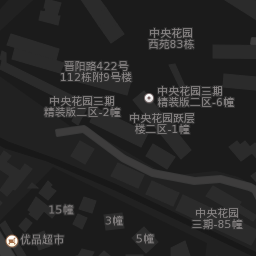 中央花园
西苑83栋
晋阳路422号
112栋附9号楼
中央花园三期
精装版二区-6幢
中央花园三期
精装版二区-2幢
中央花园跃层
楼二区-1幢
15幢
3幢
中央花园
三期-85幢
优品超市
5幢